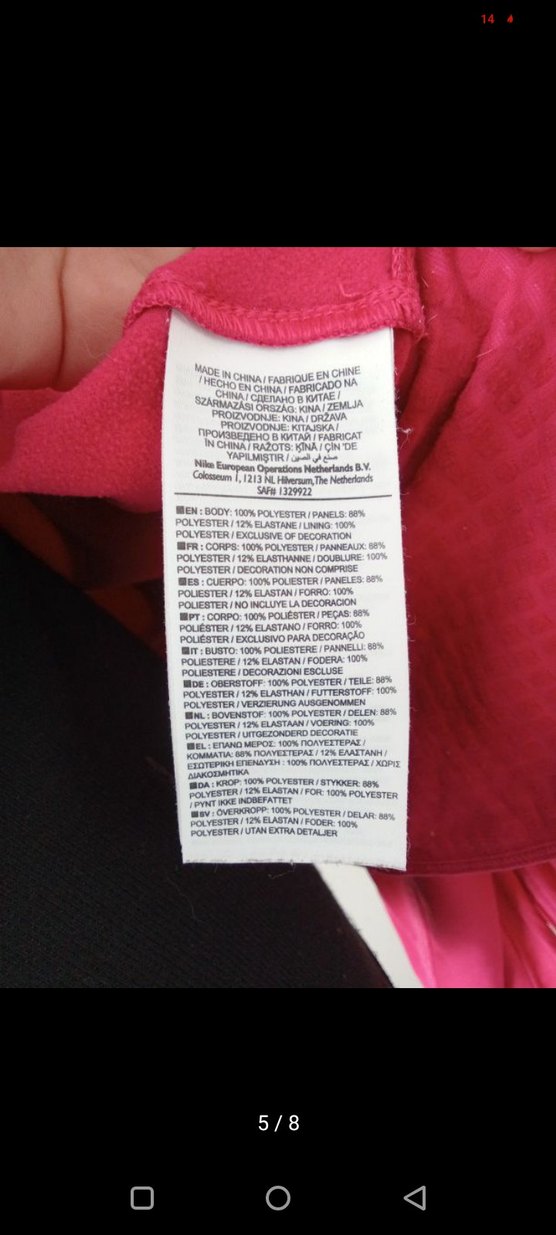 14
MADE IN CHINA / FABRIQUE EN CHINE
/ HECHO EN CHINA / FABRICADO NA
CHINA / СДЕЛАНО В КИТАЕ /
SZÁRMAZÁSI ORSZÁG: KINA / ZEMLJA
PROIZVODNJE: KINA / DRŽAVA
PROIZVODNJE: KITAJSKA /
ПРОИЗВЕДЕНО В КИТАЙ / FABRICAT
ÎN CHINA / RAŽOTS: ĶĪNĀ / ÇİN 'DE
YAPILMIŞTIR / صنع في الصين
Nike European Operations Netherlands B.V.
Colosseum 1, 1213 NL Hilversum, The Netherlands
SAF# 1329922
EN : BODY: 100% POLYESTER / PANELS: 88%
POLYESTER / 12% ELASTANE / LINING: 100%
POLYESTER / EXCLUSIVE OF DECORATION
FR : CORPS: 100% POLYESTER / PANNEAUX: 88%
POLYESTER / 12% ELASTHANNE / DOUBLURE: 100%
POLYESTER / DECORATION NON COMPRISE
ES : CUERPO: 100% POLIESTER / PANELES: 88%
POLIESTER / 12% ELASTAN / FORRO: 100%
POLIESTER / NO INCLUYE LA DECORACION
PT : CORPO: 100% POLIÉSTER / PEÇAS: 88%
POLIÉSTER / 12% ELASTANO / FORRO: 100%
POLIÉSTER / EXCLUSIVO PARA DECORAÇÃO
IT : BUSTO: 100% POLIESTERE / PANNELLI: 88%
POLIESTERE / 12% ELASTAN / FODERA: 100%
POLIESTERE / DECORAZIONI ESCLUSE
DE : OBERSTOFF: 100% POLYESTER / TEILE: 88%
POLYESTER / 12% ELASTHAN / FUTTERSTOFF: 100%
POLYESTER / VERZIERUNG AUSGENOMMEN
NL : BOVENSTOF: 100% POLYESTER / DELEN: 88%
POLYESTER / 12% ELASTAAN / VOERING: 100%
POLYESTER / UITGEZONDERD DECORATIE
EL : ΕΠΑΝΩ ΜΕΡΟΣ: 100% ΠΟΛΥΕΣΤΕΡΑΣ /
ΚΟΜΜΑΤΙΑ: 88% ΠΟΛΥΕΣΤΕΡΑΣ / 12% ΕΛΑΣΤΑΝΗ /
ΕΣΩΤΕΡΙΚΗ ΕΠΕΝΔΥΣΗ : 100% ΠΟΛΥΕΣΤΕΡΑΣ / ΧΩΡΙΣ
ΔΙΑΚΟΣΜΗΤΙΚΑ
DA : KROP: 100% POLYESTER / STYKKER: 88%
POLYESTER / 12% ELASTAN / FOR: 100% POLYESTER
/ PYNT IKKE INDBEFATTET
SV : ÖVERKROPP: 100% POLYESTER / DELAR: 88%
POLYESTER / 12% ELASTAN / FODER: 100%
POLYESTER / UTAN EXTRA DETALJER
5 / 8